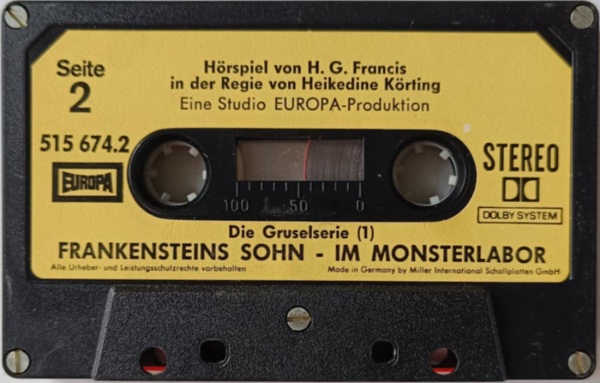 Seite
2
Hörspiel von H. G. Francis
in der Regie von Heikedine Körting
Eine Studio EUROPA-Produktion
515 674.2
EUROPA
STEREO
DOLBY SYSTEM
100 50 0
Die Gruselserie (1)
FRANKENSTEINS SOHN - IM MONSTERLABOR
Alle Urheber- und Leistungsschutzrechte vorbehalten
Made in Germany by Miller International Schallplatten GmbH